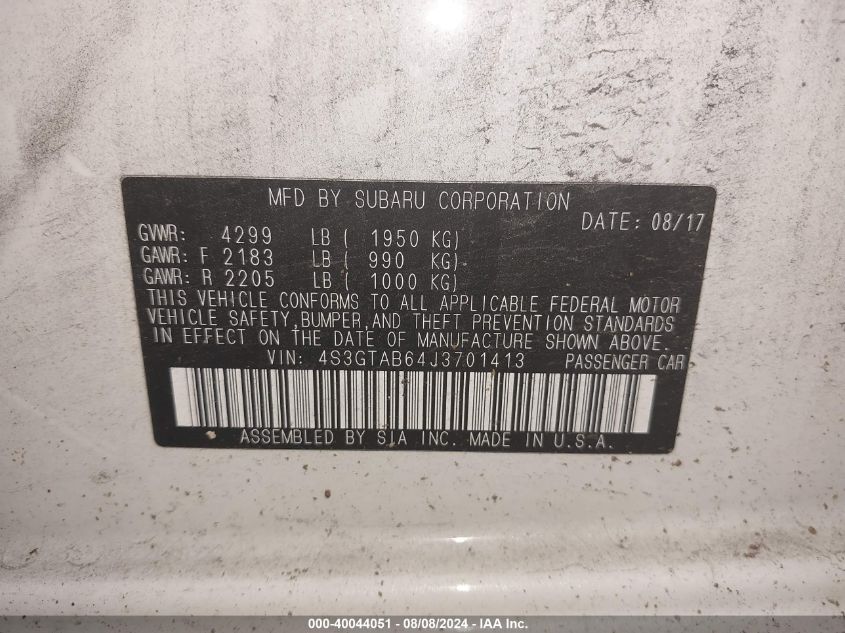 MFD BY SUBARU CORPORATION
DATE: 08/17
GVWR: 4299 LB ( 1950 KG)
GAWR: F 2183 LB ( 990 KG)
GAWR: R 2205 LB ( 1000 KG)
THIS VEHICLE CONFORMS TO ALL APPLICABLE FEDERAL MOTOR
VEHICLE SAFETY, BUMPER, AND THEFT PREVENTION STANDARDS
IN EFFECT ON THE DATE OF MANUFACTURE SHOWN ABOVE.
VIN: 4S3GTAB64J3701413 PASSENGER CAR
ASSEMBLED BY SIA INC. MADE IN U.S.A.
000-40044051 - 08/08/2024 - IAA Inc.